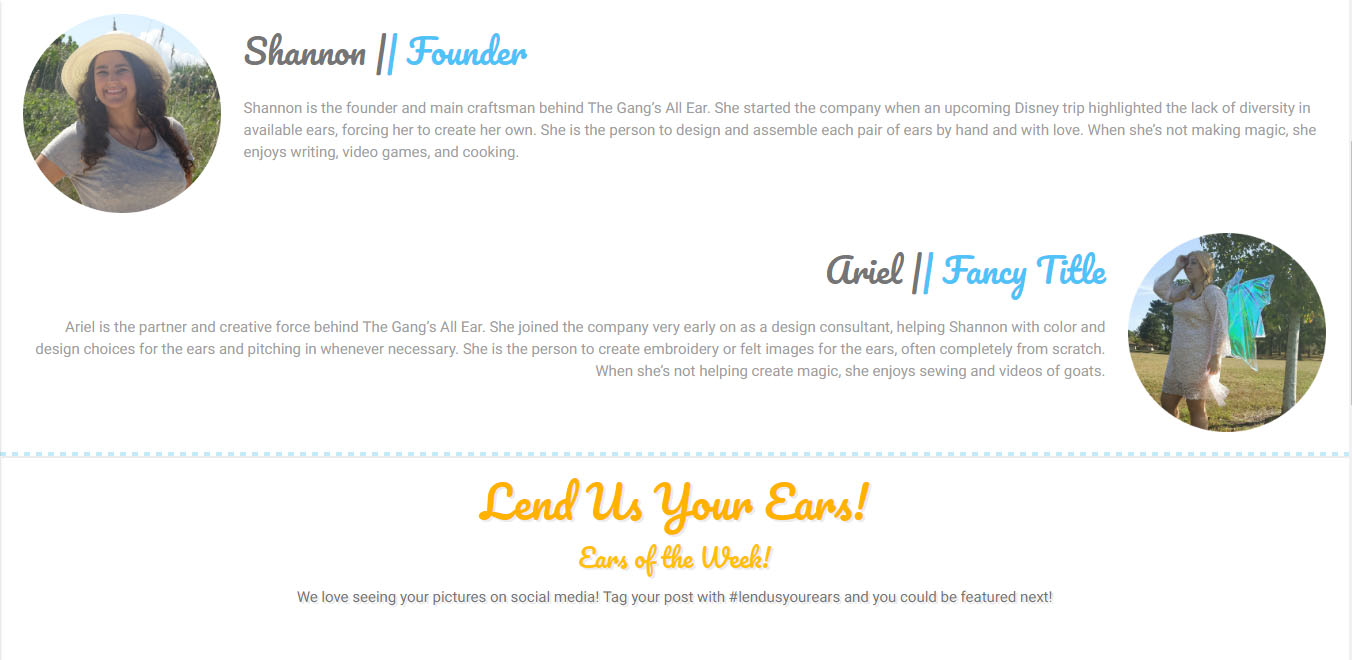 Shannon || Founder
Shannon is the founder and main craftsman behind The Gang's All Ear. She started the company when an upcoming Disney trip highlighted the lack of diversity in
available ears, forcing her to create her own. She is the person to design and assemble each pair of ears by hand and with love. When she's not making magic, she
enjoys writing, video games, and cooking.
Ariel || Fancy Title
Ariel is the partner and creative force behind The Gang's All Ear. She joined the company very early on as a design consultant, helping Shannon with color and
design choices for the ears and pitching in whenever necessary. She is the person to create embroidery or felt images for the ears, often completely from scratch.
When she's not helping create magic, she enjoys sewing and videos of goats.
Lend Us Your Ears!
Ears of the Week!
We love seeing your pictures on social media! Tag your post with #lendusyourears and you could be featured next!